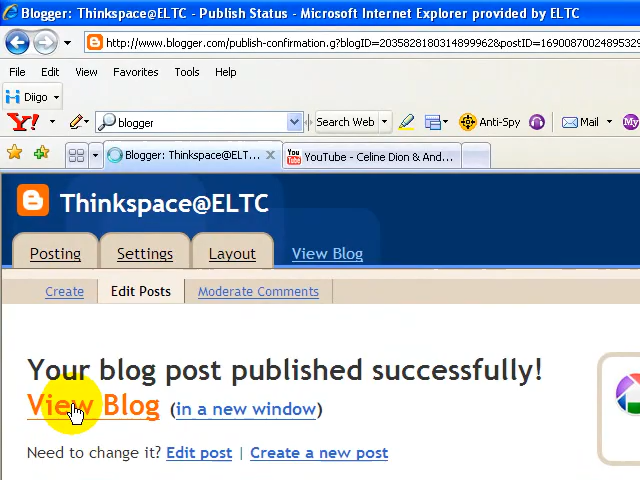 Blogger: Thinkspace@ELTC - Publish Status - Microsoft Internet Explorer provided by ELTC
http://www.blogger.com/publish-confirmation.g?blogID=20358281803148999628&postID=1690087002489532
File Edit View Favorites Tools Help
Diigo
Y! blogger Search Web Anti-Spy Mail My
Blogger: Thinkspace@ELT... YouTube - Celine Dion & And...
Thinkspace@ELTC
Posting Settings Layout View Blog
Create Edit Posts Moderate Comments
Your blog post published successfully!
View Blog (in a new window)
Need to change it? Edit post | Create a new post